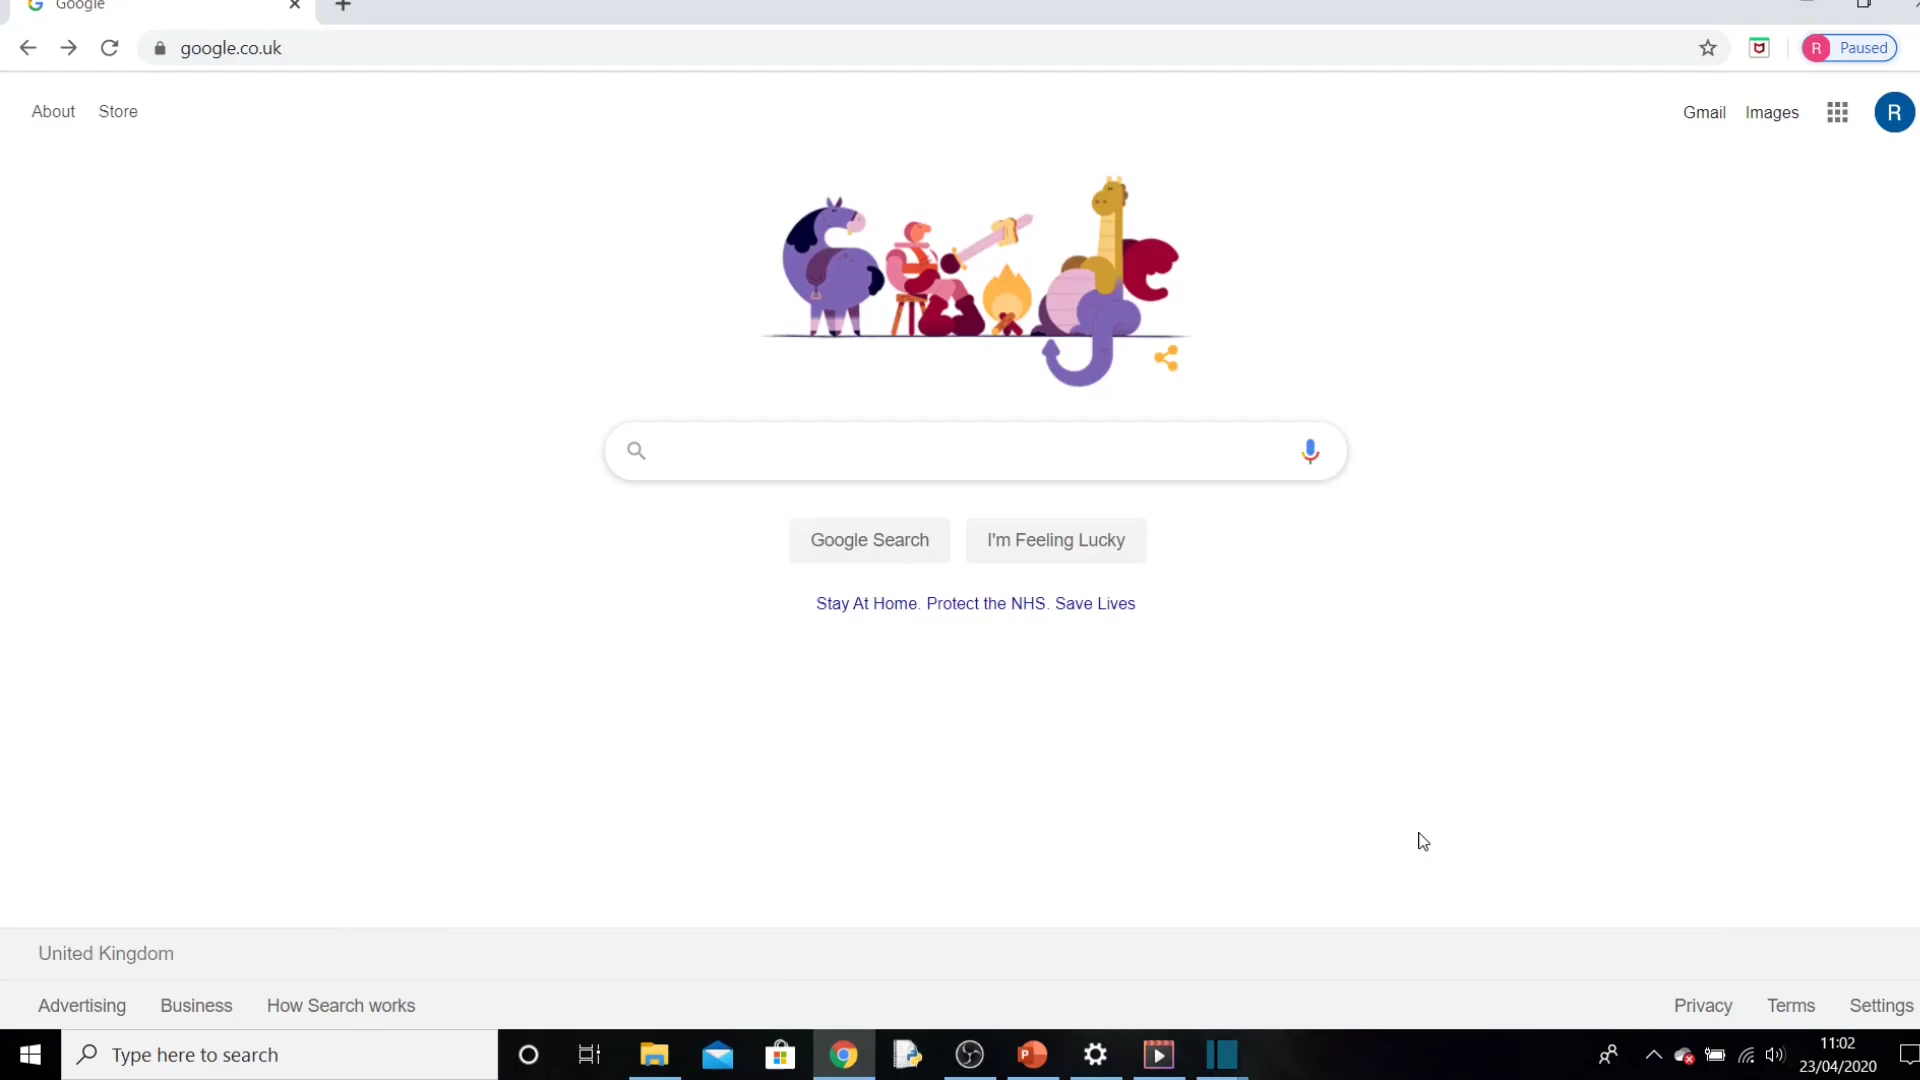 Google
google.co.uk
R Paused
About Store
Gmail Images R
Google Search I'm Feeling Lucky
Stay At Home. Protect the NHS. Save Lives
United Kingdom
Advertising Business How Search works
Privacy Terms Settings
Type here to search
11:02
23/04/2020